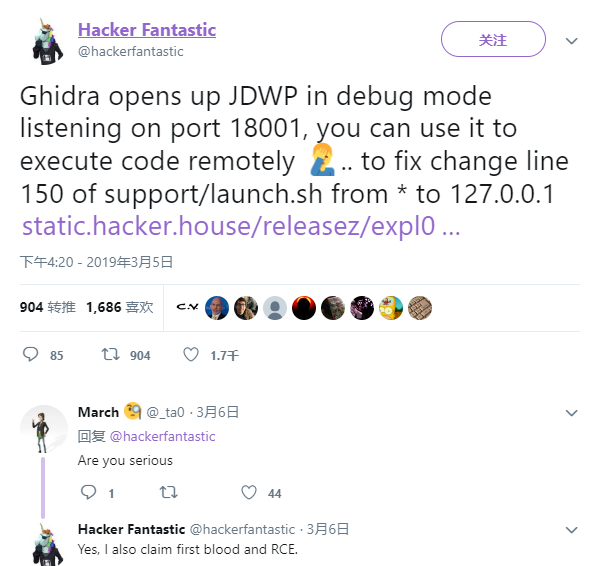 Hacker Fantastic
@hackerfantastic
关注
Ghidra opens up JDWP in debug mode
listening on port 18001, you can use it to
execute code remotely 🤦‍♂️.. to fix change line
150 of support/launch.sh from * to 127.0.0.1
static.hacker.house/releasez/expl0 ...
下午4:20 - 2019年3月5日
904 转推 1,686 喜欢
85 904 1.7千
March 🧐 @_ta0 · 3月6日
回复 @hackerfantastic
Are you serious
1 44
Hacker Fantastic @hackerfantastic · 3月6日
Yes, I also claim first blood and RCE.